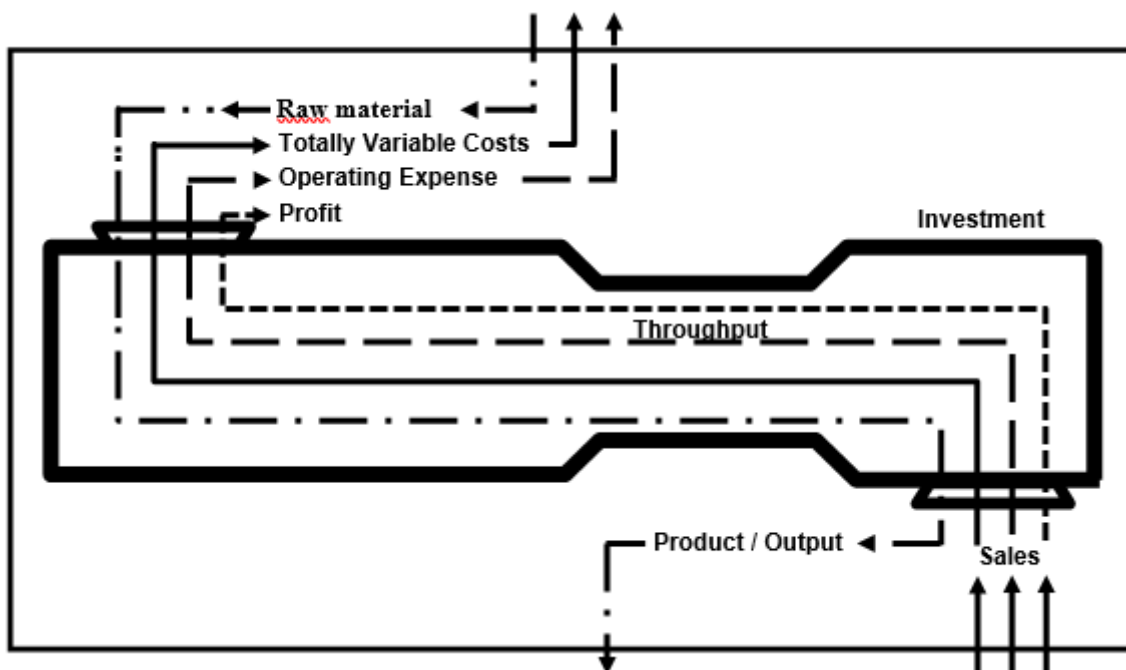 Raw material
Totally Variable Costs
Operating Expense
Profit
Investment
Throughput
Product / Output
Sales